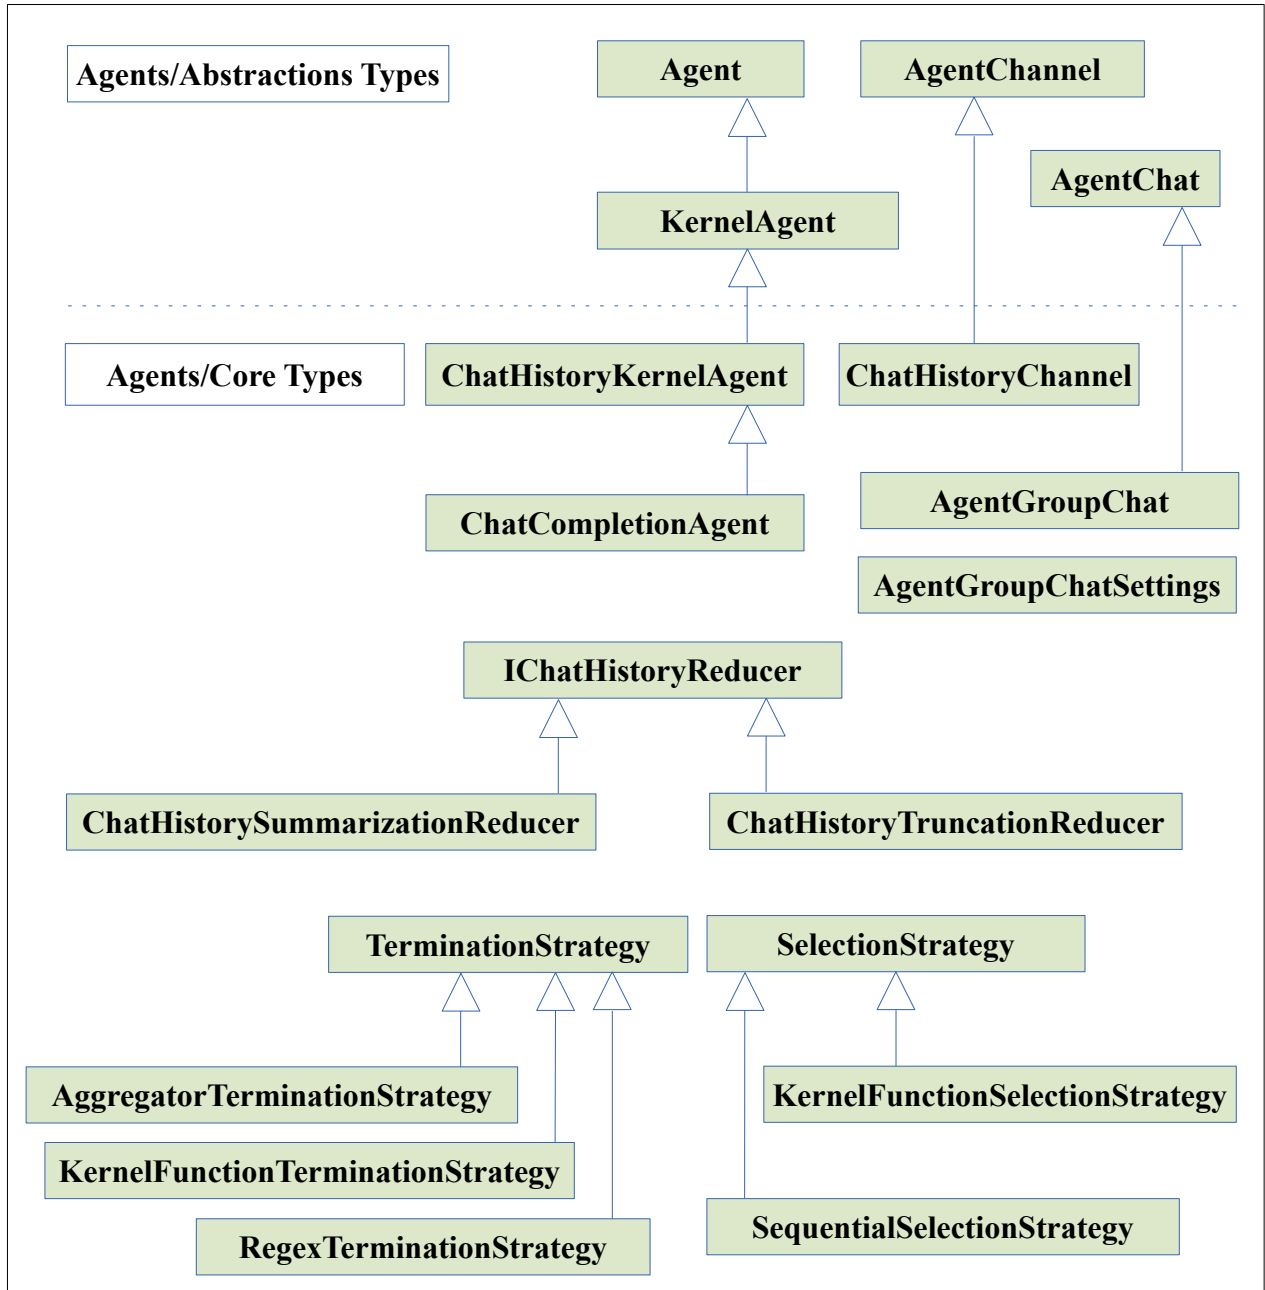 Agents/Abstractions Types
Agent
AgentChannel
AgentChat
KernelAgent
Agents/Core Types
ChatHistoryKernelAgent
ChatHistoryChannel
AgentGroupChat
ChatCompletionAgent
AgentGroupChatSettings
IChatHistoryReducer
ChatHistorySummarizationReducer
ChatHistoryTruncationReducer
TerminationStrategy
SelectionStrategy
AggregatorTerminationStrategy
KernelFunctionSelectionStrategy
KernelFunctionTerminationStrategy
SequentialSelectionStrategy
RegexTerminationStrategy